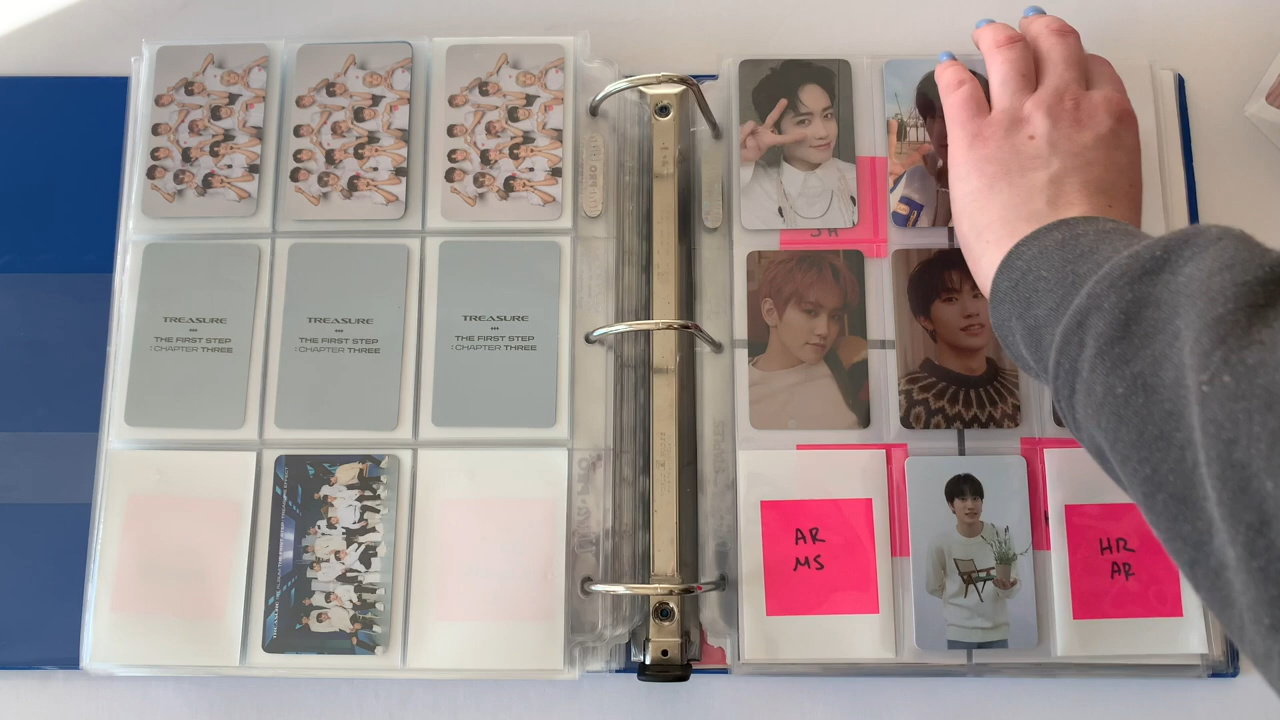 TREASURE
THE FIRST STEP
: CHAPTER THREE
TREASURE
THE FIRST STEP
: CHAPTER THREE
TREASURE
THE FIRST STEP
: CHAPTER THREE
AR
MS
HR
AR